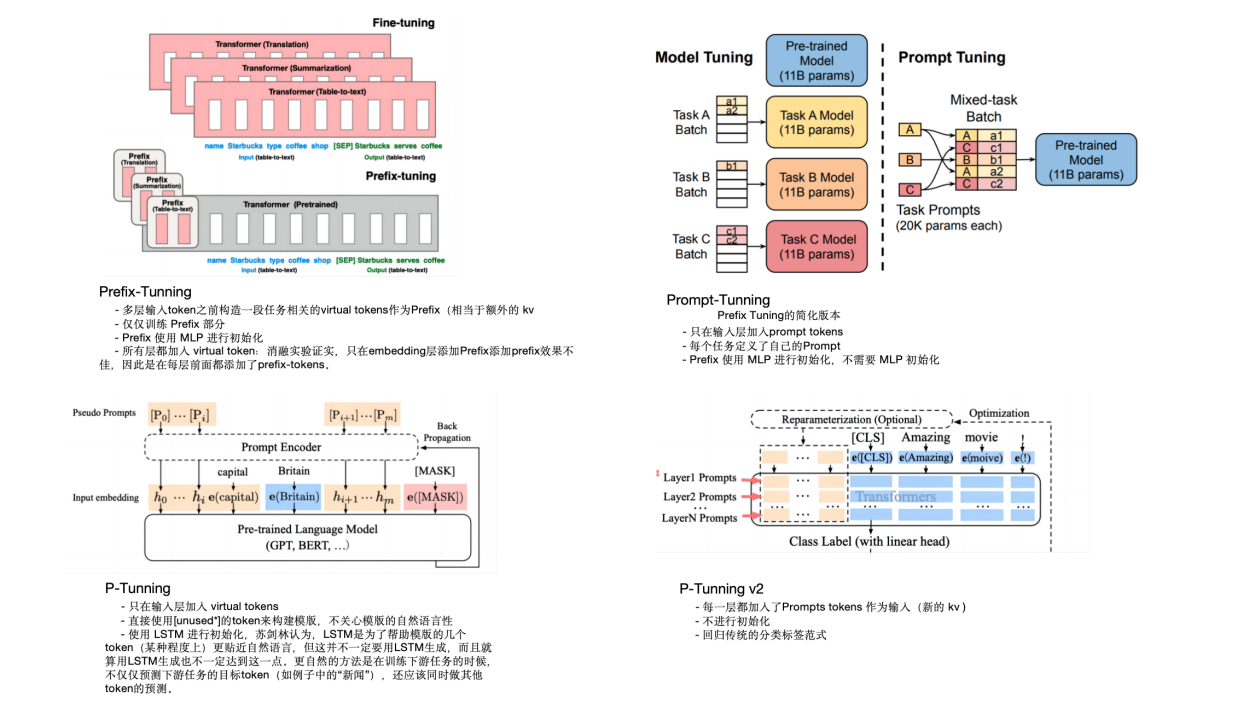 Fine-tuning
Transformer (Translation)
Transformer (Summarization)
Transformer (Table-to-text)
name Starbucks type coffee shop [SEP] Starbucks serves coffee
Input (table-to-text) Output (table-to-text)
Prefix-tuning
Prefix
(Translation)
Prefix
(Summarization)
Prefix
(Table-to-text)
Transformer (Pretrained)
name Starbucks type coffee shop [SEP] Starbucks serves coffee
Input (table-to-text) Output (table-to-text)
Prefix-Tunning
- 多层输入token之前构造一段任务相关的virtual tokens作为Prefix（相当于额外的 kv
- 仅仅训练 Prefix 部分
- Prefix 使用 MLP 进行初始化
- 所有层都加入 virtual token：消融实验证实，只在embedding层添加Prefix添加prefix效果不
佳，因此是在每层前面都添加了prefix-tokens。
Model Tuning
Pre-trained
Model
(11B params)
Task A
Batch
a1
a2
Task A Model
(11B params)
Task B
Batch
b1
Task B Model
(11B params)
Task C
Batch
c1
c2
Task C Model
(11B params)
Prompt Tuning
Mixed-task
Batch
A
B
C
A a1
C c1
B b1
A a2
C c2
Pre-trained
Model
(11B params)
Task Prompts
(20K params each)
Prompt-Tunning
Prefix Tuning的简化版本
- 只在输入层加入prompt tokens
- 每个任务定义了自己的Prompt
- Prefix 使用 MLP 进行初始化，不需要 MLP 初始化
Pseudo Prompts
[P0] ⋯ [Pi]
[Pi+1] ⋯ [Pm]
Back
Propagation
Prompt Encoder
capital
Britain
[MASK]
Input embedding
h0 ⋯ hi e(capital) e(Britain) hi+1 ⋯ hm e([MASK])
Pre-trained Language Model
(GPT, BERT, …)
P-Tunning
- 只在输入层加入 virtual tokens
- 直接使用[unused*]的token来构建模版，不关心模版的自然语言性
- 使用 LSTM 进行初始化，苏剑林认为，LSTM是为了帮助模版的几个
token（某种程度上）更贴近自然语言，但这并不一定要用LSTM生成，而且就
算用LSTM生成也不一定达到这一点。更自然的方法是在训练下游任务的时候，
不仅仅预测下游任务的目标token（如例子中的“新闻”），还应该同时做其他
token的预测。
Reparameterization (Optional)
Optimization
[CLS] Amazing movie !
⋯ e([CLS]) e(Amazing) e(moive) e(!)
Layer1 Prompts
Layer2 Prompts
⋯
LayerN Prompts
Transformers
Class Label (with linear head)
P-Tunning v2
- 每一层都加入了Prompts tokens 作为输入（新的 kv ）
- 不进行初始化
- 回归传统的分类标签范式